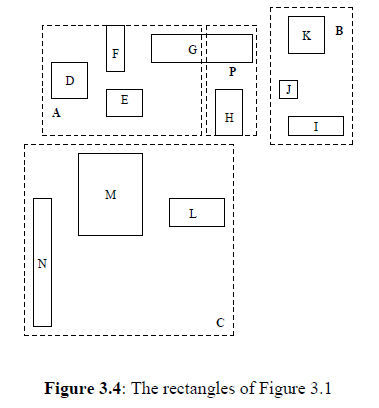 K B
F
G
P
D
J
E
A
H
I
M
L
N
C
Figure 3.4: The rectangles of Figure 3.1